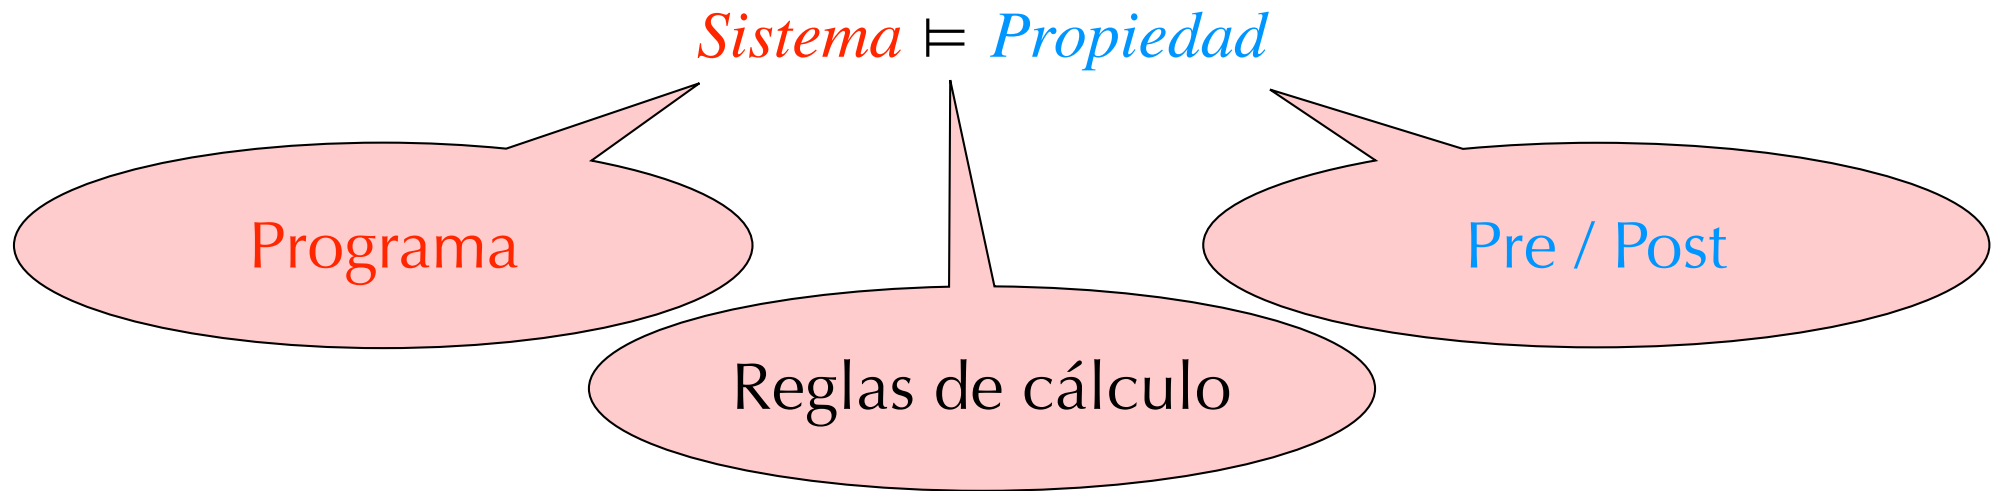 Sistema ⊨ Propiedad
Programa
Pre / Post
Reglas de cálculo